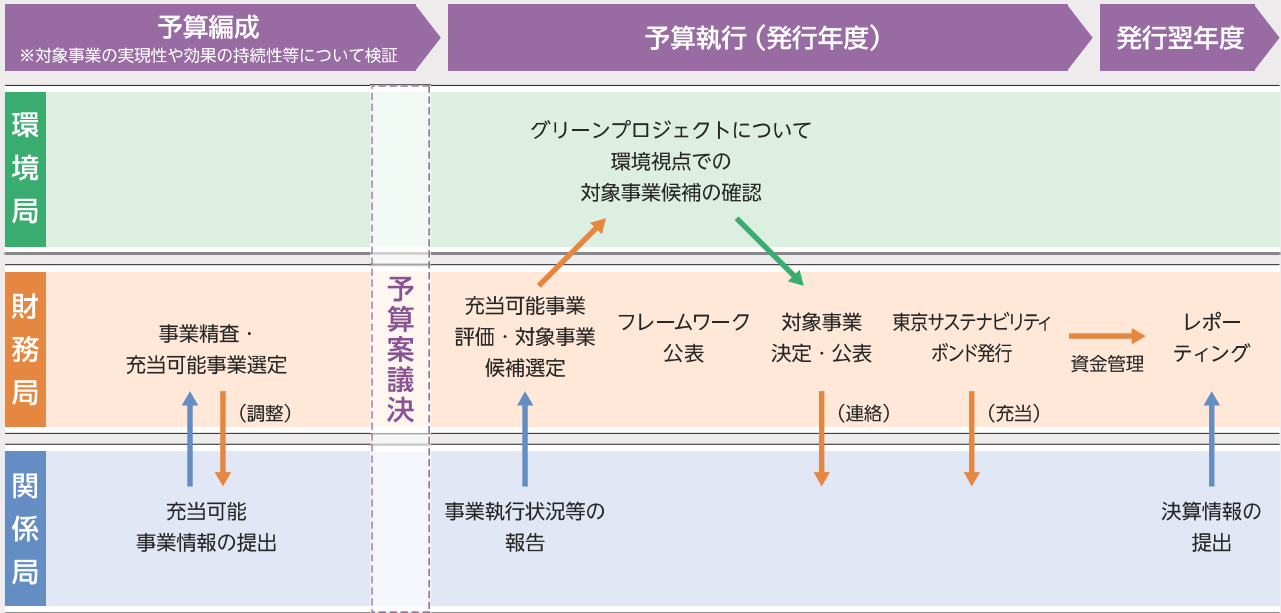 予算編成
※対象事業の実現性や効果の持続性等について検証
予算執行（発行年度）
発行翌年度
環境局
グリーンプロジェクトについて
環境視点での
対象事業候補の確認
財務局
事業精査・
充当可能事業選定
（調整）
予算案議決
充当可能事業
評価・対象事業
候補選定
フレームワーク
公表
対象事業
決定・公表
（連絡）
東京サステナビリティ
ボンド発行
（充当）
資金管理
レポー
ティング
関係局
充当可能
事業情報の提出
事業執行状況等の
報告
決算情報の
提出